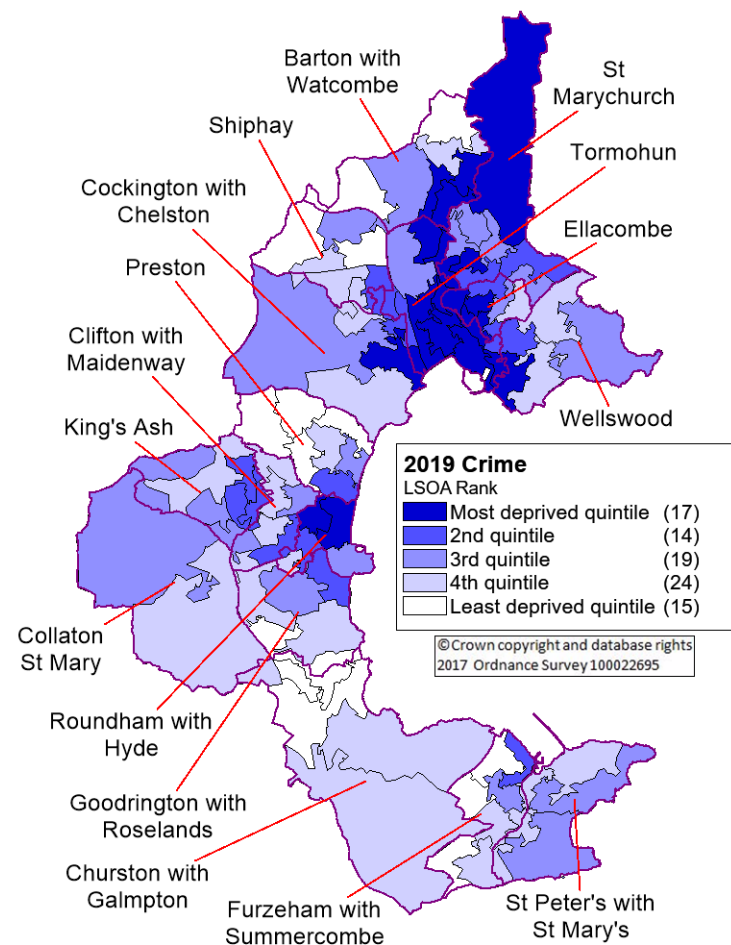 Barton with
Watcombe
St
Marychurch
Shiphay
Tormohun
Cockington with
Chelston
Ellacombe
Preston
Clifton with
Maidenway
Wellswood
King's Ash
2019 Crime
LSOA Rank
Most deprived quintile (17)
2nd quintile (14)
3rd quintile (19)
4th quintile (24)
Least deprived quintile (15)
©Crown copyright and database rights
2017 Ordnance Survey 100022695
Collaton
St Mary
Roundham with
Hyde
Goodrington with
Roselands
Churston with
Galmpton
Furzeham with
Summercombe
St Peter's with
St Mary's